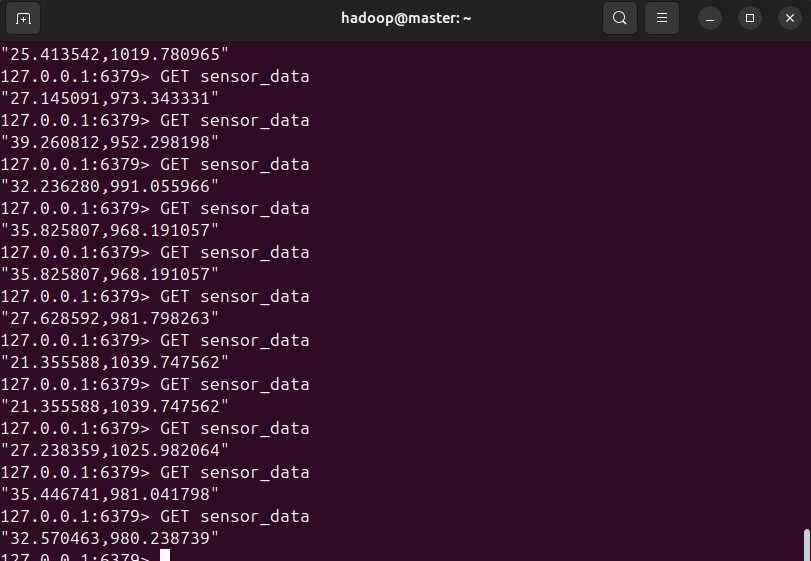 hadoop@master: ~
"25.413542,1019.780965"
127.0.0.1:6379> GET sensor_data
"27.145091,973.343331"
127.0.0.1:6379> GET sensor_data
"39.260812,952.298198"
127.0.0.1:6379> GET sensor_data
"32.236280,991.055966"
127.0.0.1:6379> GET sensor_data
"35.825807,968.191057"
127.0.0.1:6379> GET sensor_data
"35.825807,968.191057"
127.0.0.1:6379> GET sensor_data
"27.628592,981.798263"
127.0.0.1:6379> GET sensor_data
"21.355588,1039.747562"
127.0.0.1:6379> GET sensor_data
"21.355588,1039.747562"
127.0.0.1:6379> GET sensor_data
"27.238359,1025.982064"
127.0.0.1:6379> GET sensor_data
"35.446741,981.041798"
127.0.0.1:6379> GET sensor_data
"32.570463,980.238739"
127.0.0.1:6379>